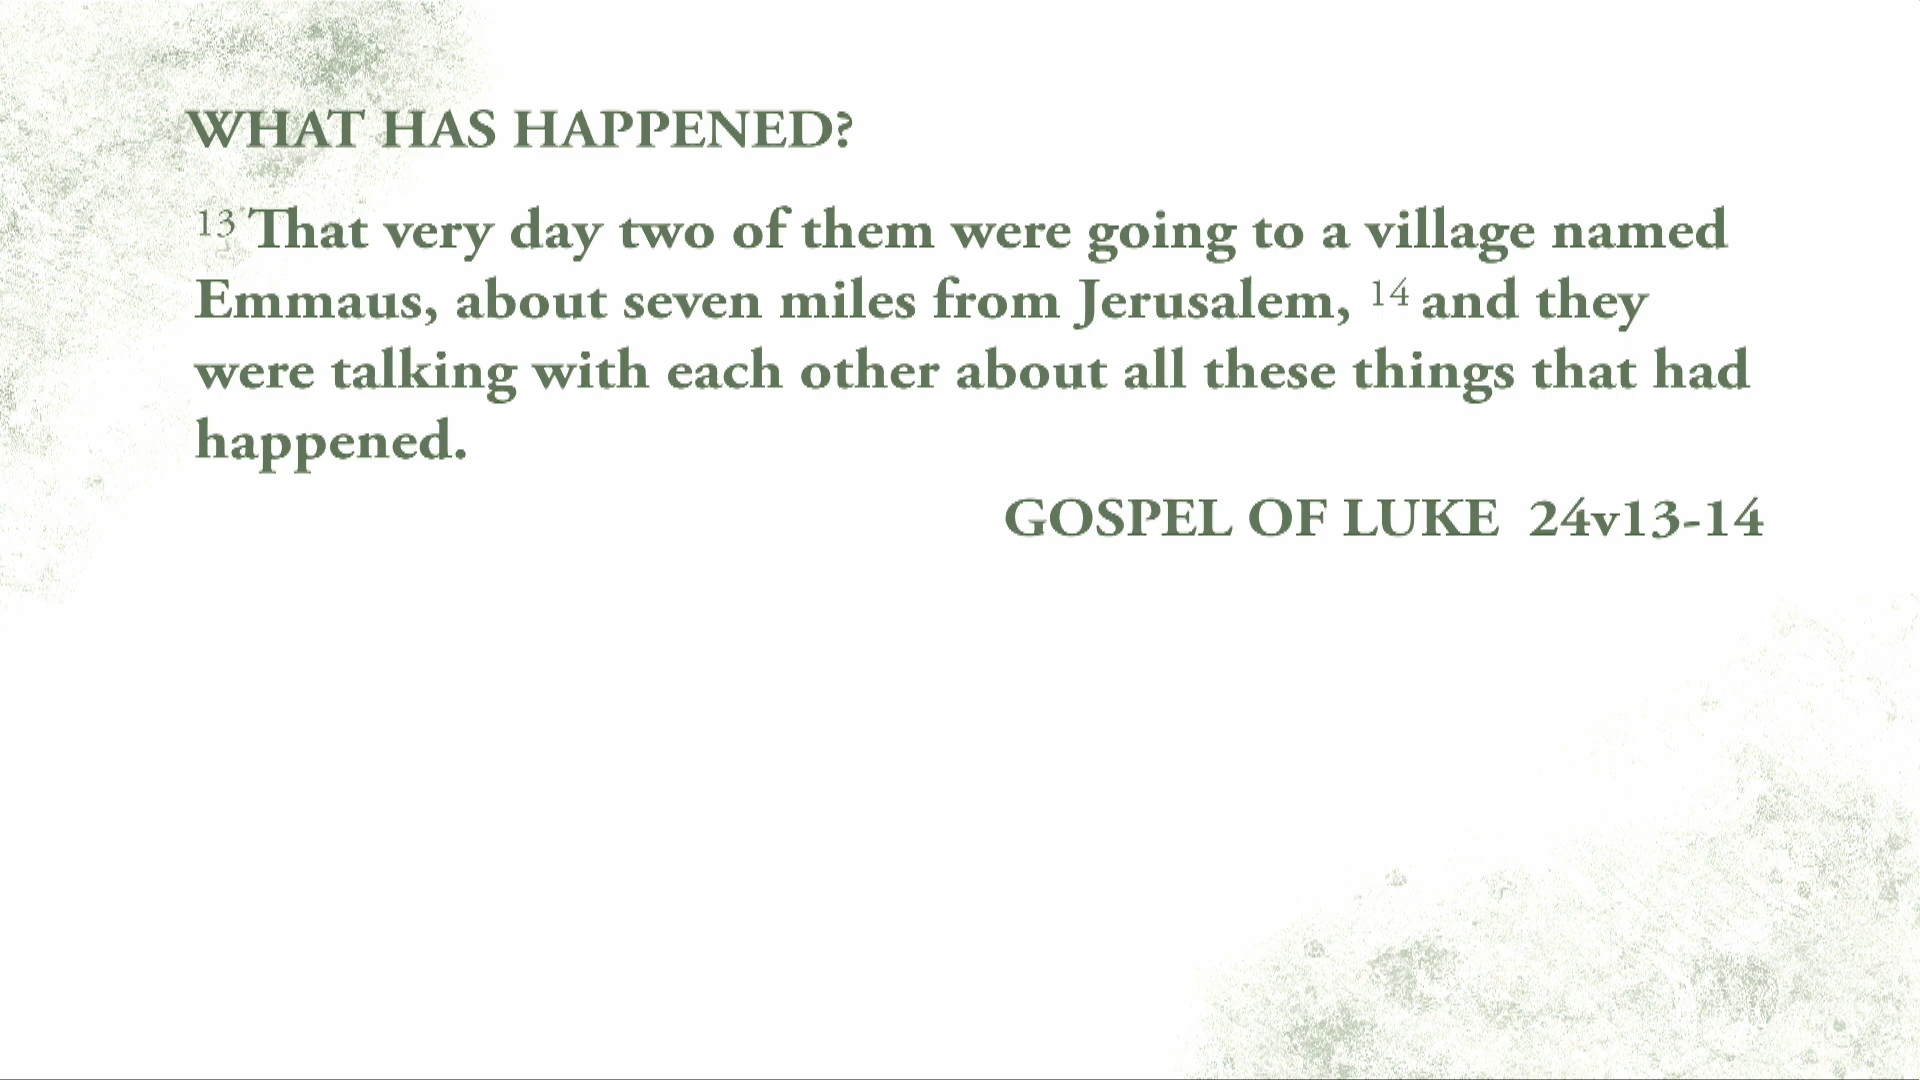 WHAT HAS HAPPENED?
13 That very day two of them were going to a village named
Emmaus, about seven miles from Jerusalem, 14 and they
were talking with each other about all these things that had
happened.
GOSPEL OF LUKE 24v13-14